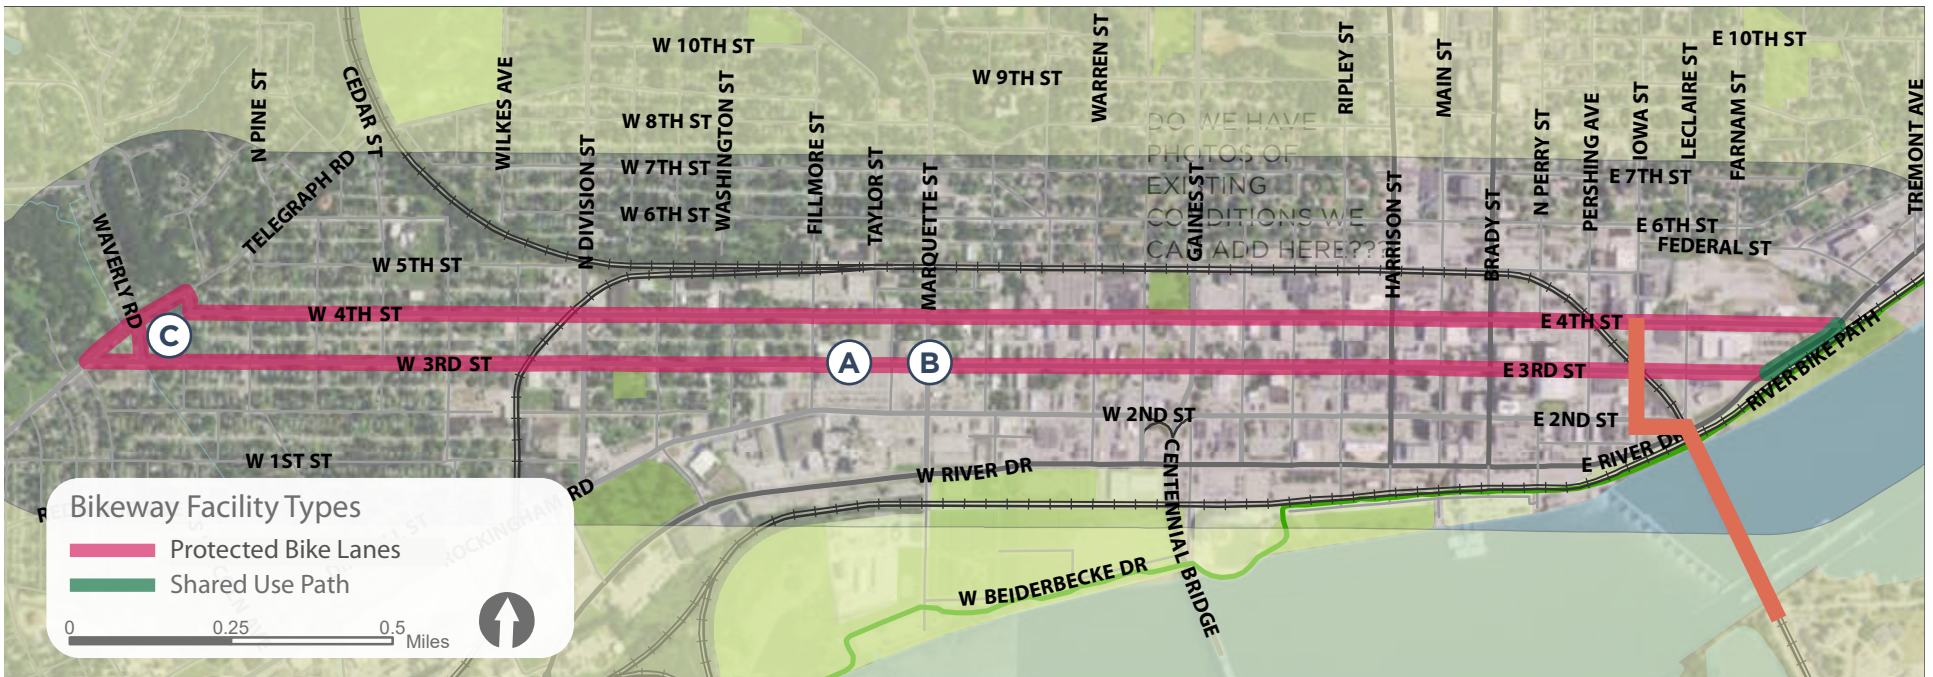 W 10TH ST
E 10TH ST
W 9TH ST
WARREN ST
RIPLEY ST
MAIN ST
N PINE ST
CEDAR ST
WILKES AVE
WASHINGTON ST
N PERRY ST
PERSHING AVE
IOWA ST
LECLAIRE ST
FARNAM ST
TREMONT AVE
W 8TH ST
DO WE HAVE
PHOTOS OF
EXISTING
CONDITIONS WE
CAN ADD HERE???
N DIVISION ST
FILLMORE ST
TAYLOR ST
MARQUETTE ST
GAINES ST
HARRISON ST
BRADY ST
W 7TH ST
E 7TH ST
TELEGRAPH RD
W 6TH ST
E 6TH ST
FEDERAL ST
WAVERLY RD
W 5TH ST
W 4TH ST
E 4TH ST
C
A
B
W 3RD ST
E 3RD ST
RIVER BIKE PATH
W 2ND ST
E 2ND ST
W 1ST ST
W RIVER DR
E RIVER DR
CENTENNIAL BRIDGE
ROCKINGHAM RD
W BEIDERBECKE DR
Bikeway Facility Types
Protected Bike Lanes
Shared Use Path
0 0.25 0.5
Miles